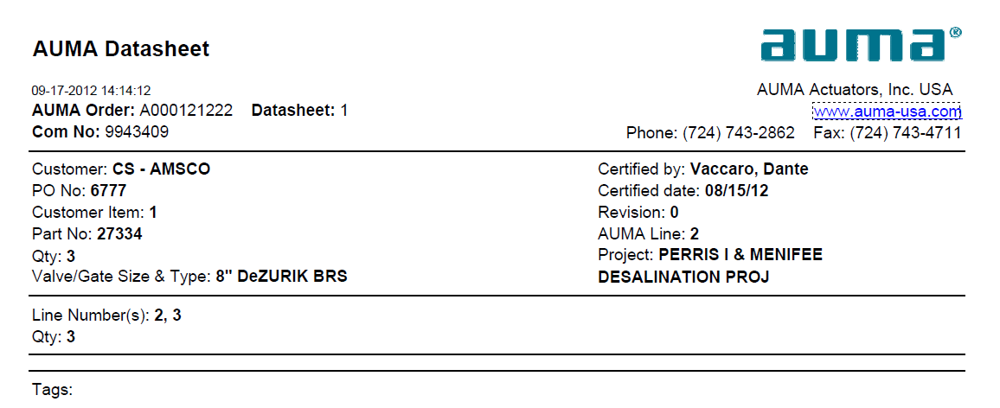 AUMA Datasheet
auma®
09-17-2012 14:14:12
AUMA Actuators, Inc. USA
AUMA Order: A000121222 Datasheet: 1
www.auma-usa.com
Com No: 9943409
Phone: (724) 743-2862 Fax: (724) 743-4711
Customer: CS - AMSCO
PO No: 6777
Customer Item: 1
Part No: 27334
Qty: 3
Valve/Gate Size & Type: 8" DeZURIK BRS
Certified by: Vaccaro, Dante
Certified date: 08/15/12
Revision: 0
AUMA Line: 2
Project: PERRIS I & MENIFEE
DESALINATION PROJ
Line Number(s): 2, 3
Qty: 3
Tags: